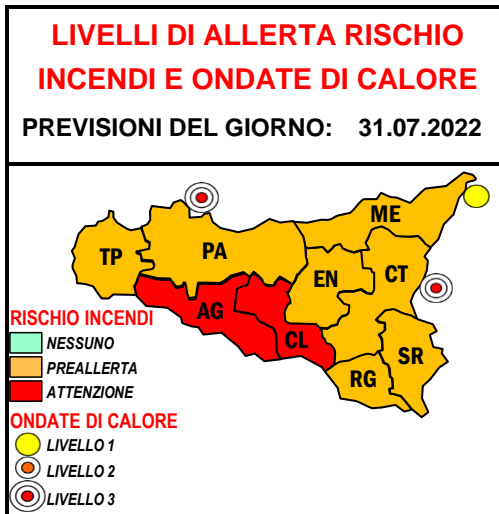 LIVELLI DI ALLERTA RISCHIO
INCENDI E ONDATE DI CALORE
PREVISIONI DEL GIORNO: 31.07.2022
ME
TP
PA
EN
CT
AG
CL
SR
RG
RISCHIO INCENDI
NESSUNO
PREALLERTA
ATTENZIONE
ONDATE DI CALORE
LIVELLO 1
LIVELLO 2
LIVELLO 3